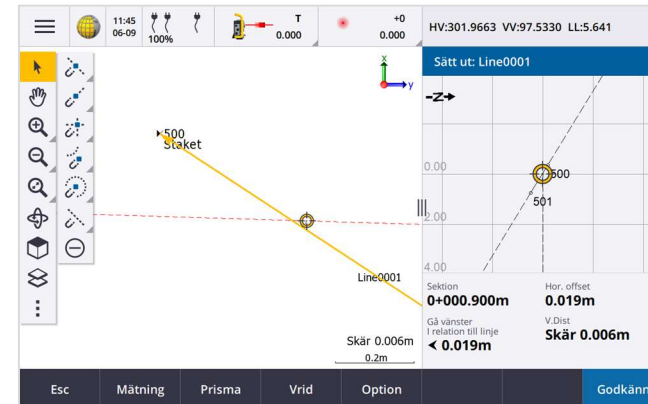 11:45
06-09
100%
T
0.000
+0
0.000
HV:301.9663 VV:97.5330 LL:5.641
Sätt ut: Line0001
x
y
500
Staket
Line0001
Skär 0.006m
0.2m
-Z
0.00
2.00
4.00
500
501
Sektion
0+000.900m
Hor. offset
0.019m
Gå vänster
I relation till linje
0.019m
V.Dist
Skär 0.006m
Esc
Mätning
Prisma
Vrid
Option
Godkänn